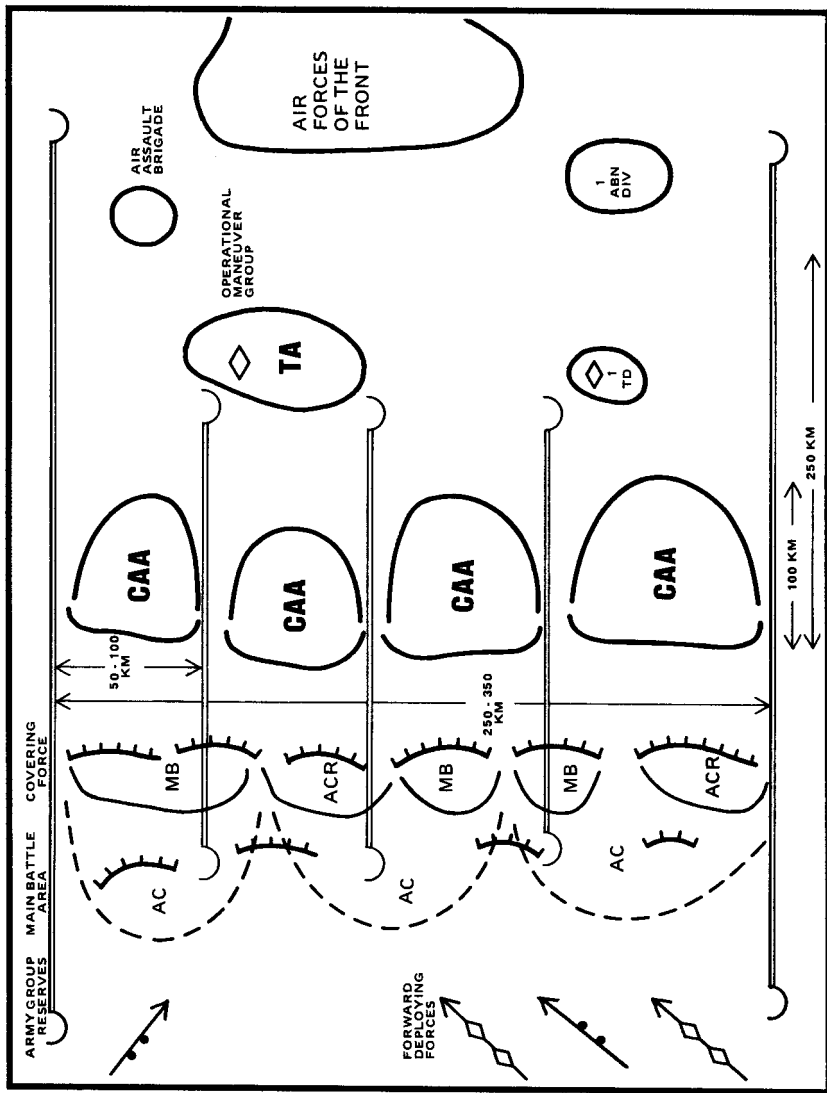 ARMY GROUP
RESERVES
MAIN BATTLE
AREA
COVERING
FORCE
AC
MB
50 - 100
KM
CAA
AIR
ASSAULT
BRIGADE
OPERATIONAL
MANEUVER
GROUP
TA
AIR
FORCES
OF THE
FRONT
ACR
CAA
FORWARD
DEPLOYING
FORCES
AC
MB
CAA
250 - 350
KM
AC
MB
1
TD
1
ABN
DIV
ACR
CAA
100 KM
250 KM